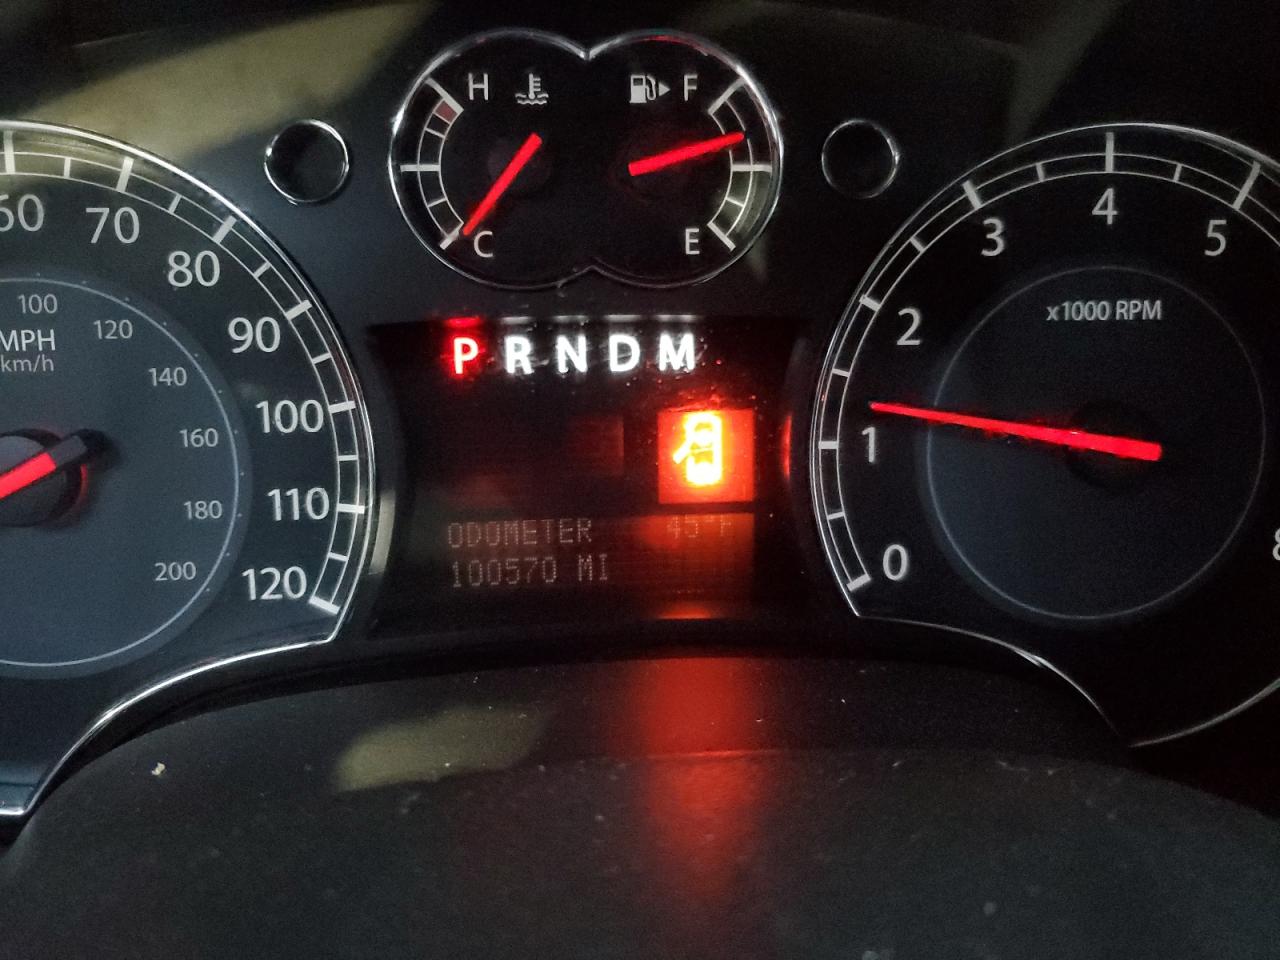 H F
C E
60 70 80 90 100 110 120
100 120 140 160 180 200
MPH
km/h
P R N D M
ODOMETER 45°F
100570 MI
0 1 2 3 4 5 8
x1000 RPM